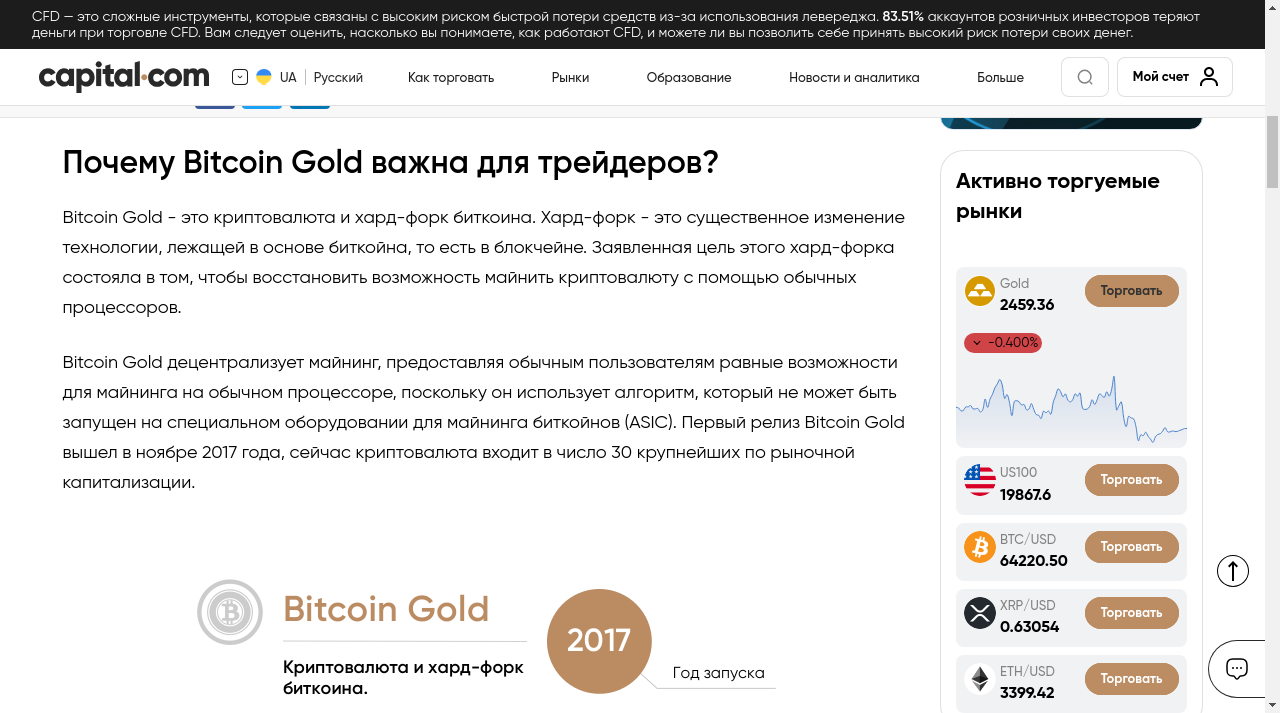 CFD — это сложные инструменты, которые связаны с высоким риском быстрой потери средств из-за использования левереджа. 83.51% аккаунтов розничных инвесторов теряют
деньги при торговле CFD. Вам следует оценить, насколько вы понимаете, как работают CFD, и можете ли вы позволить себе принять высокий риск потери своих денег.
capital.com
UA
Русский
Как торговать
Рынки
Образование
Новости и аналитика
Больше
Мой счет
Почему Bitcoin Gold важна для трейдеров?
Bitcoin Gold - это криптовалюта и хард-форк биткоина. Хард-форк - это существенное изменение
технологии, лежащей в основе биткойна, то есть в блокчейне. Заявленная цель этого хард-форка
состояла в том, чтобы восстановить возможность майнить криптовалюту с помощью обычных
процессоров.
Bitcoin Gold децентрализует майнинг, предоставляя обычным пользователям равные возможности
для майнинга на обычном процессоре, поскольку он использует алгоритм, который не может быть
запущен на специальном оборудовании для майнинга биткойнов (ASIC). Первый релиз Bitcoin Gold
вышел в ноябре 2017 года, сейчас криптовалюта входит в число 30 крупнейших по рыночной
капитализации.
Bitcoin Gold
Криптовалюта и хард-форк
биткоина.
2017
Год запуска
Активно торгуемые
рынки
Gold
2459.36
Торговать
-0.400%
US100
19867.6
Торговать
BTC/USD
64220.50
Торговать
XRP/USD
0.63054
Торговать
ETH/USD
3399.42
Торговать